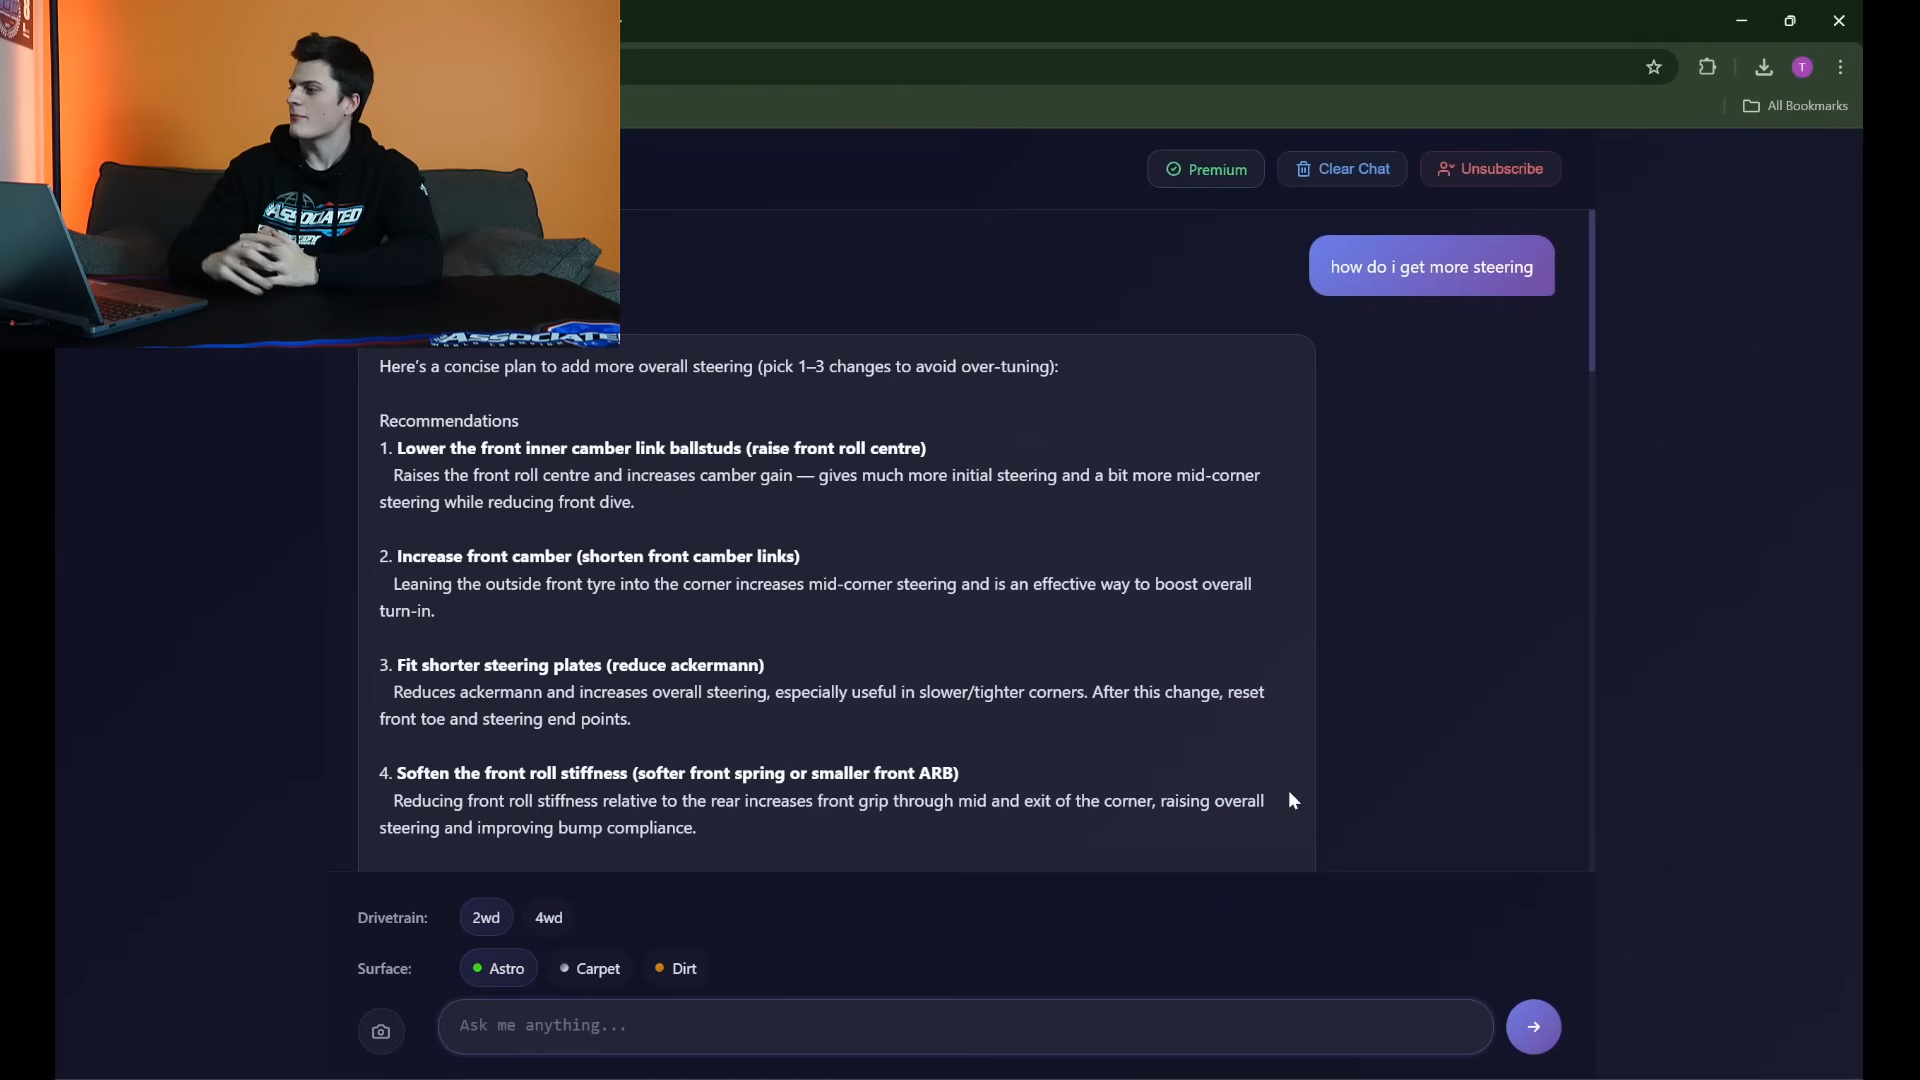 T
All Bookmarks
Premium
Clear Chat
Unsubscribe
ASSOCIATED
ASSOCIATE
how do i get more steering
Here's a concise plan to add more overall steering (pick 1–3 changes to avoid over-tuning):
Recommendations
1. Lower the front inner camber link ballstuds (raise front roll centre)
Raises the front roll centre and increases camber gain — gives much more initial steering and a bit more mid-corner
steering while reducing front dive.
2. Increase front camber (shorten front camber links)
Leaning the outside front tyre into the corner increases mid-corner steering and is an effective way to boost overall
turn-in.
3. Fit shorter steering plates (reduce ackermann)
Reduces ackermann and increases overall steering, especially useful in slower/tighter corners. After this change, reset
front toe and steering end points.
4. Soften the front roll stiffness (softer front spring or smaller front ARB)
Reducing front roll stiffness relative to the rear increases front grip through mid and exit of the corner, raising overall
steering and improving bump compliance.
Drivetrain: 2wd 4wd
Surface: Astro Carpet Dirt
Ask me anything...